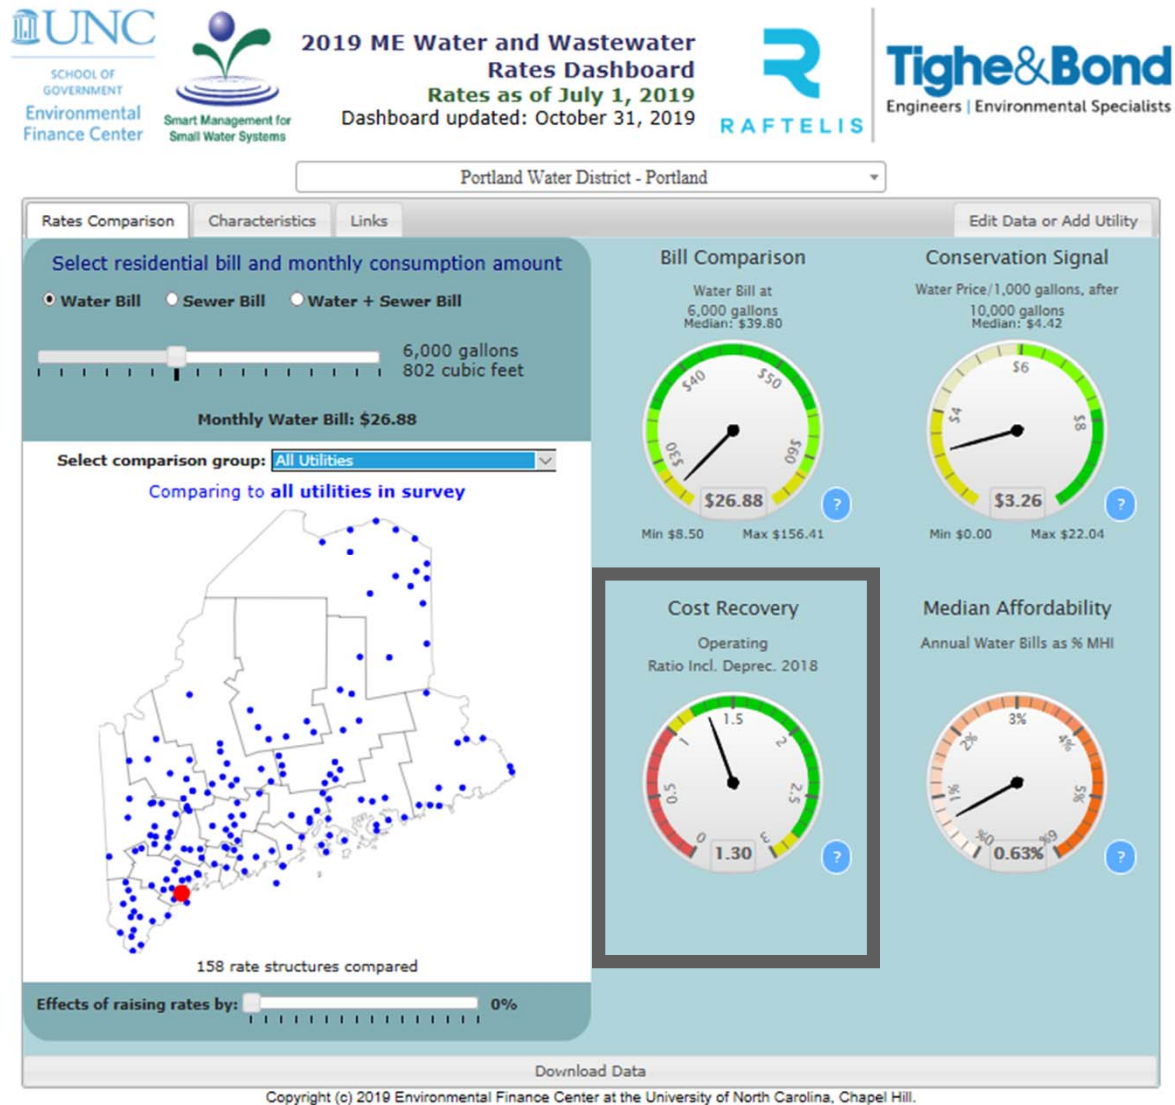 UNC
SCHOOL OF
GOVERNMENT
Environmental
Finance Center
Smart Management for
Small Water Systems
2019 ME Water and Wastewater
Rates Dashboard
Rates as of July 1, 2019
Dashboard updated: October 31, 2019
RAFTELIS
Tighe&Bond
Engineers | Environmental Specialists
Portland Water District - Portland
Rates Comparison
Characteristics
Links
Edit Data or Add Utility
Select residential bill and monthly consumption amount
Water Bill
Sewer Bill
Water + Sewer Bill
6,000 gallons
802 cubic feet
Monthly Water Bill: $26.88
Select comparison group: All Utilities
Comparing to all utilities in survey
158 rate structures compared
Effects of raising rates by: 0%
Bill Comparison
Water Bill at
6,000 gallons
Median: $39.80
$30
$40
$50
$60
$26.88
?
Min $8.50 Max $156.41
Conservation Signal
Water Price/1,000 gallons, after
10,000 gallons
Median: $4.42
$4
$6
$8
$3.26
?
Min $0.00 Max $22.04
Cost Recovery
Operating
Ratio Incl. Deprec. 2018
0
0.5
1
1.5
2
2.5
3
1.30
?
Median Affordability
Annual Water Bills as % MHI
0%
1%
2%
3%
4%
5%
6%
0.63%
?
Download Data
Copyright (c) 2019 Environmental Finance Center at the University of North Carolina, Chapel Hill.